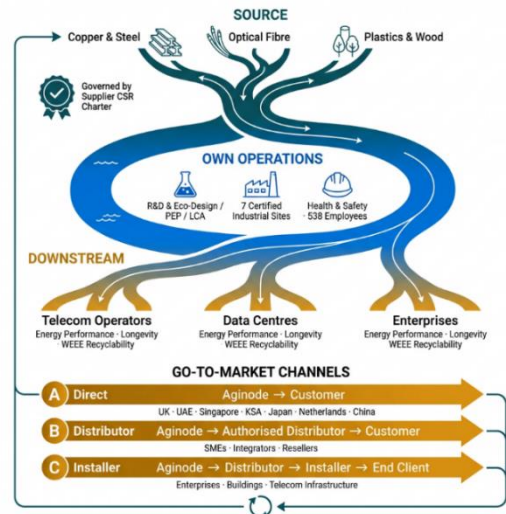 SOURCE
Copper & Steel
Optical Fibre
Plastics & Wood
Governed by
Supplier CSR
Charter
OWN OPERATIONS
R&D & Eco-Design /
PEP / LCA
7 Certified
Industrial Sites
Health & Safety
· 538 Employees
DOWNSTREAM
Telecom Operators
Energy Performance · Longevity
· WEEE Recyclability
Data Centres
Energy Performance · Longevity
· WEEE Recyclability
Enterprises
Energy Performance · Longevity
WEEE Recyclability
GO-TO-MARKET CHANNELS
A Direct Aginode → Customer
UK · UAE · Singapore · KSA · Japan · Netherlands · China
B Distributor Aginode → Authorised Distributor → Customer
SMEs · Integrators · Resellers
C Installer Aginode → Distributor → Installer → End Client
Enterprises · Buildings · Telecom Infrastructure